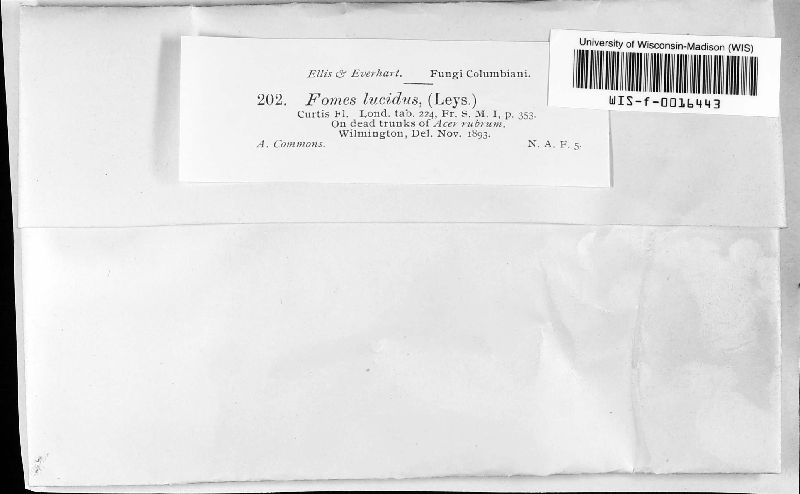 Ellis & Everhart. Fungi Columbiani.
202. Fomes lucidus, (Leys.)
Curtis Fl. Lond. tab. 224, Fr. S. M. I, p. 353.
On dead trunks of Acer rubrum.
Wilmington, Del. Nov. 1893.
A. Commons. N. A. F. 5.
University of Wisconsin-Madison (WIS)
WIS-f-0016443